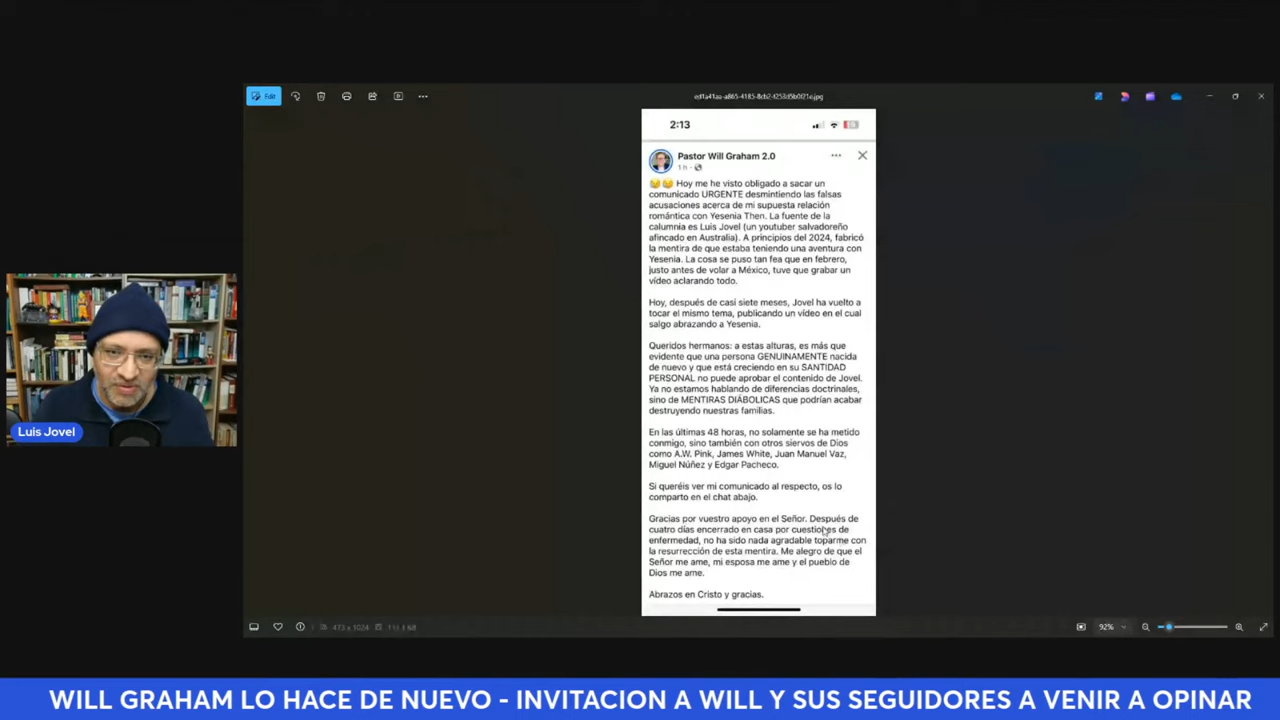 Edit
ed1a41aa-a865-4185-8cb2-f253d5b0f21e.jpg
2:13
Pastor Will Graham 2.0
1 h
Hoy me he visto obligado a sacar un
comunicado URGENTE desmintiendo las falsas
acusaciones acerca de mi supuesta relación
romántica con Yesenia Then. La fuente de la
calumnia es Luis Jovel (un youtuber salvadoreño
afincado en Australia). A principios del 2024, fabricó
la mentira de que estaba teniendo una aventura con
Yesenia. La cosa se puso tan fea que en febrero,
justo antes de volar a México, tuve que grabar un
vídeo aclarando todo.
Hoy, después de casi siete meses, Jovel ha vuelto a
tocar el mismo tema, publicando un vídeo en el cual
salgo abrazando a Yesenia.
Queridos hermanos: a estas alturas, es más que
evidente que una persona GENUINAMENTE nacida
de nuevo y que está creciendo en su SANTIDAD
PERSONAL no puede aprobar el contenido de Jovel.
Ya no estamos hablando de diferencias doctrinales,
sino de MENTIRAS DIÁBOLICAS que podrían acabar
destruyendo nuestras familias.
En las últimas 48 horas, no solamente se ha metido
conmigo, sino también con otros siervos de Dios
como A.W. Pink, James White, Juan Manuel Vaz,
Miguel Núñez y Edgar Pacheco.
Si queréis ver mi comunicado al respecto, os lo
comparto en el chat abajo.
Gracias por vuestro apoyo en el Señor. Después de
cuatro días encerrado en casa por cuestiones de
enfermedad, no ha sido nada agradable toparme con
la resurrección de esta mentira. Me alegro de que el
Señor me ame, mi esposa me ame y el pueblo de
Dios me ame.
Abrazos en Cristo y gracias.
Luis Jovel
473 x 1024
92%
WILL GRAHAM LO HACE DE NUEVO - INVITACION A WILL Y SUS SEGUIDORES A VENIR A OPINAR